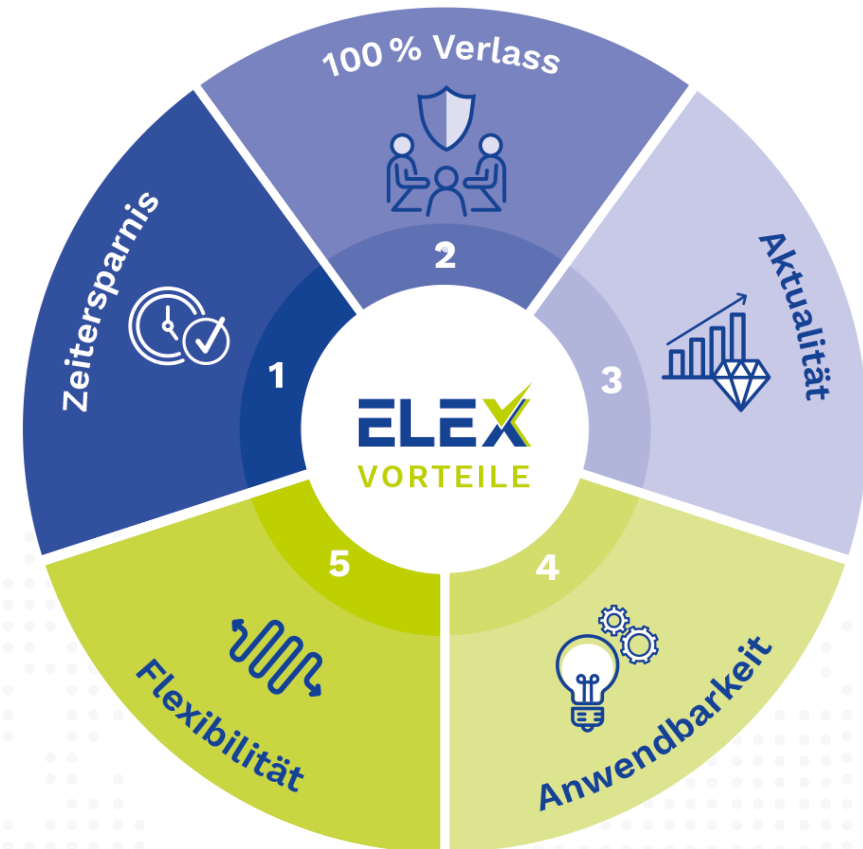 ELEX
VORTEILE
1
Zeitersparnis
2
100 % Verlass
3
Aktualität
4
Anwendbarkeit
5
Flexibilität